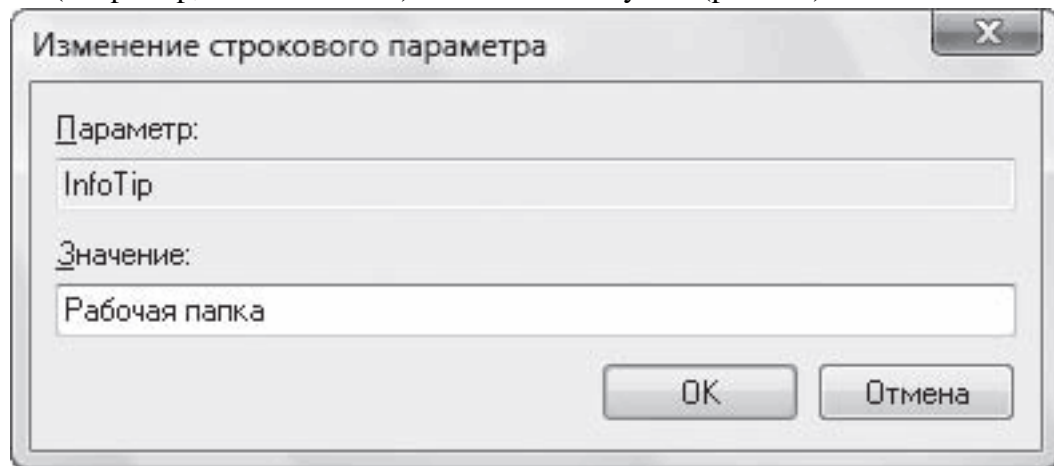 Изменение строкового параметра
Параметр:
InfoTip
Значение:
Рабочая папка
OK
Отмена